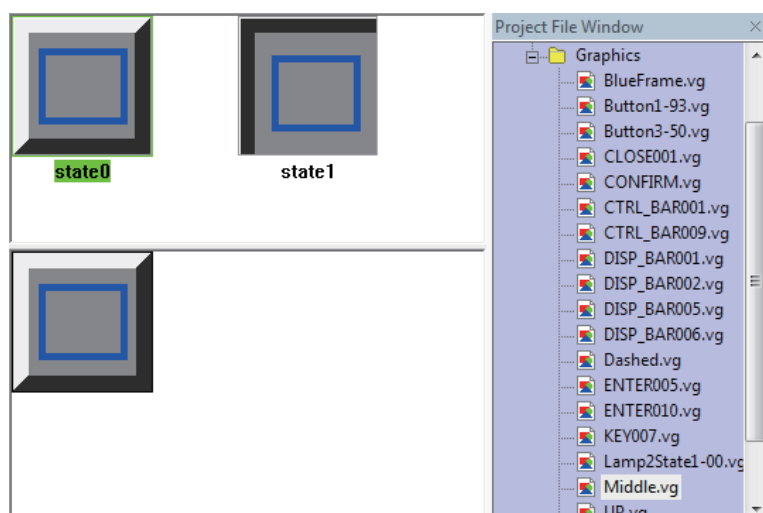 state0
state1
Project File Window
Graphics
BlueFrame.vg
Button1-93.vg
Button3-50.vg
CLOSE001.vg
CONFIRM.vg
CTRL_BAR001.vg
CTRL_BAR009.vg
DISP_BAR001.vg
DISP_BAR002.vg
DISP_BAR005.vg
DISP_BAR006.vg
Dashed.vg
ENTER005.vg
ENTER010.vg
KEY007.vg
Lamp2State1-00.vg
Middle.vg
UP.vg